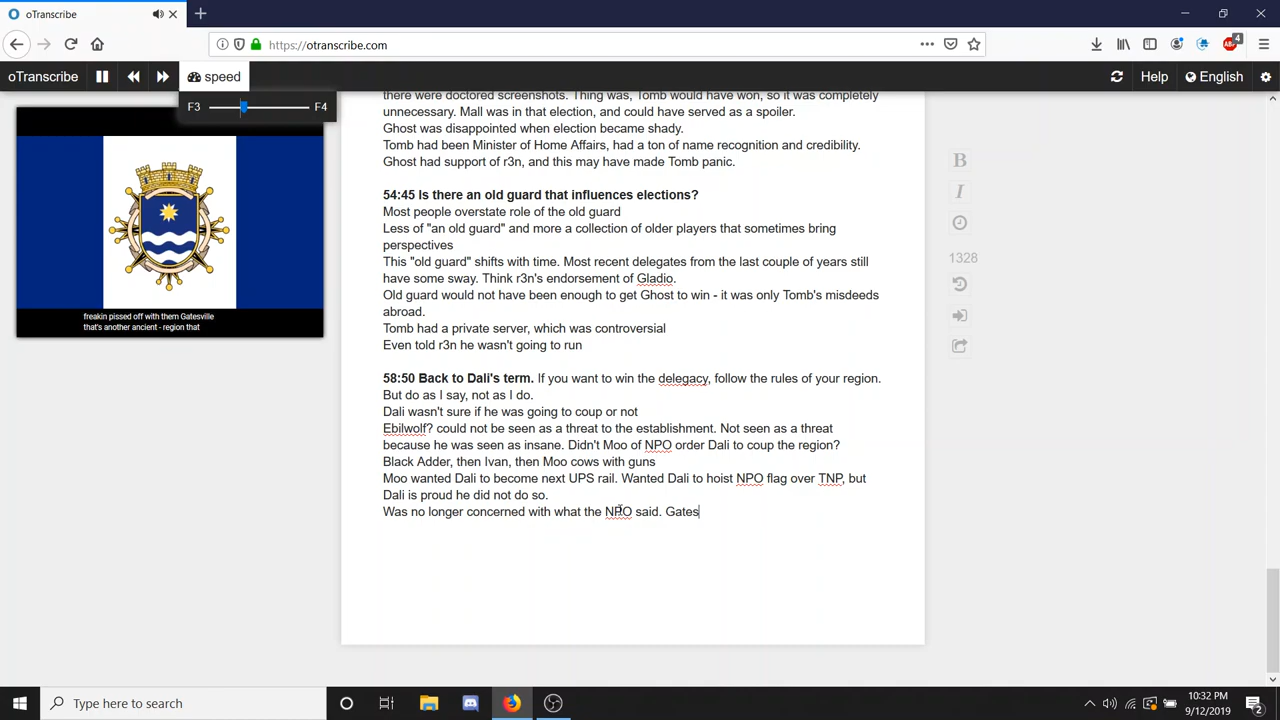 oTranscribe
https://otranscribe.com
4
oTranscribe
speed
Help
English
F3
F4
freakin pissed off with them Gatesville
that's another ancient - region that
there were doctored screenshots. Thing was, Tomb would have won, so it was completely
unnecessary. Mall was in that election, and could have served as a spoiler.
Ghost was disappointed when election became shady.
Tomb had been Minister of Home Affairs, had a ton of name recognition and credibility.
Ghost had support of r3n, and this may have made Tomb panic.
54:45 Is there an old guard that influences elections?
Most people overstate role of the old guard
Less of "an old guard" and more a collection of older players that sometimes bring
perspectives
This "old guard" shifts with time. Most recent delegates from the last couple of years still
have some sway. Think r3n's endorsement of Gladio.
Old guard would not have been enough to get Ghost to win - it was only Tomb's misdeeds
abroad.
Tomb had a private server, which was controversial
Even told r3n he wasn't going to run
58:50 Back to Dali's term. If you want to win the delegacy, follow the rules of your region.
But do as I say, not as I do.
Dali wasn't sure if he was going to coup or not
Ebilwolf? could not be seen as a threat to the establishment. Not seen as a threat
because he was seen as insane. Didn't Moo of NPO order Dali to coup the region?
Black Adder, then Ivan, then Moo cows with guns
Moo wanted Dali to become next UPS rail. Wanted Dali to hoist NPO flag over TNP, but
Dali is proud he did not do so.
Was no longer concerned with what the NPO said. Gates
B
I
1328
Type here to search
10:32 PM
9/12/2019
2